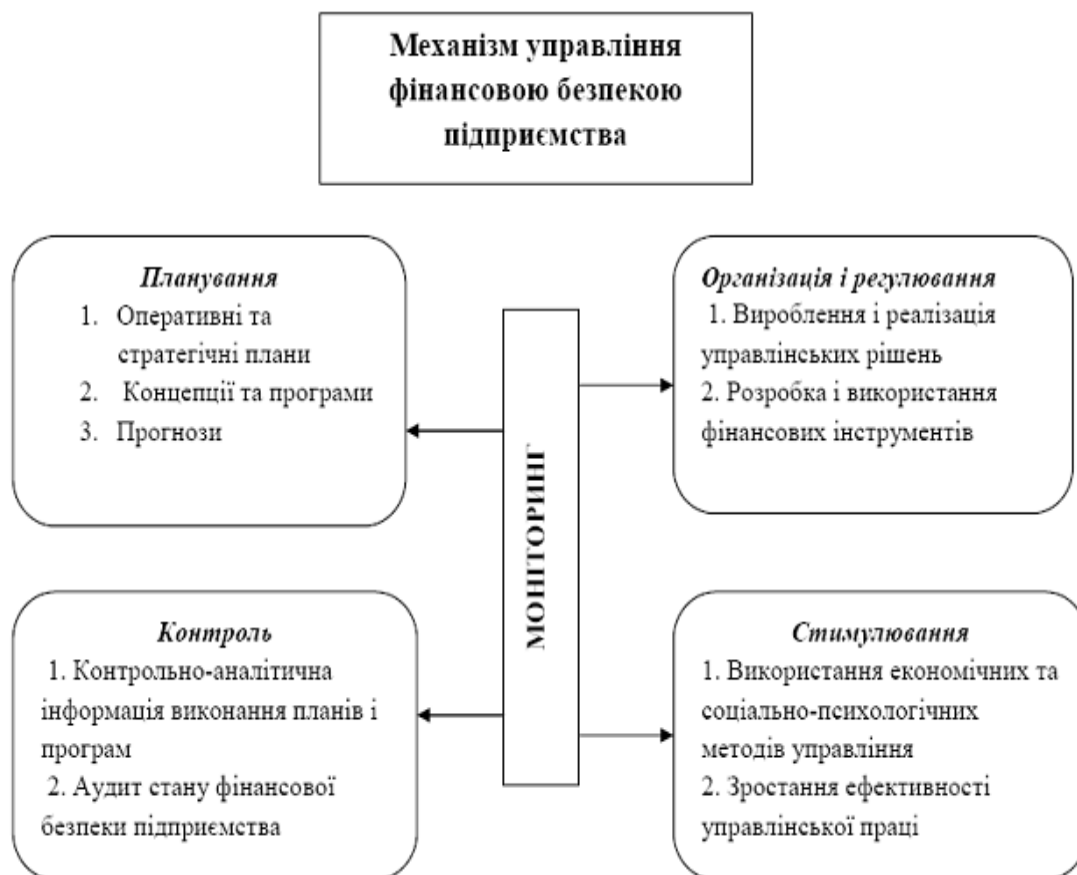 Механізм управління
фінансовою безпекою
підприємства
Планування
1. Оперативні та
стратегічні плани
2. Концепції та програми
3. Прогнози
Організація і регулювання
1. Вироблення і реалізація
управлінських рішень
2. Розробка і використання
фінансових інструментів
МОНІТОРИНГ
Контроль
1. Контрольно-аналітична
інформація виконання планів і
програм
2. Аудит стану фінансової
безпеки підприємства
Стимулювання
1. Використання економічних та
соціально-психологічних
методів управління
2. Зростання ефективності
управлінської праці